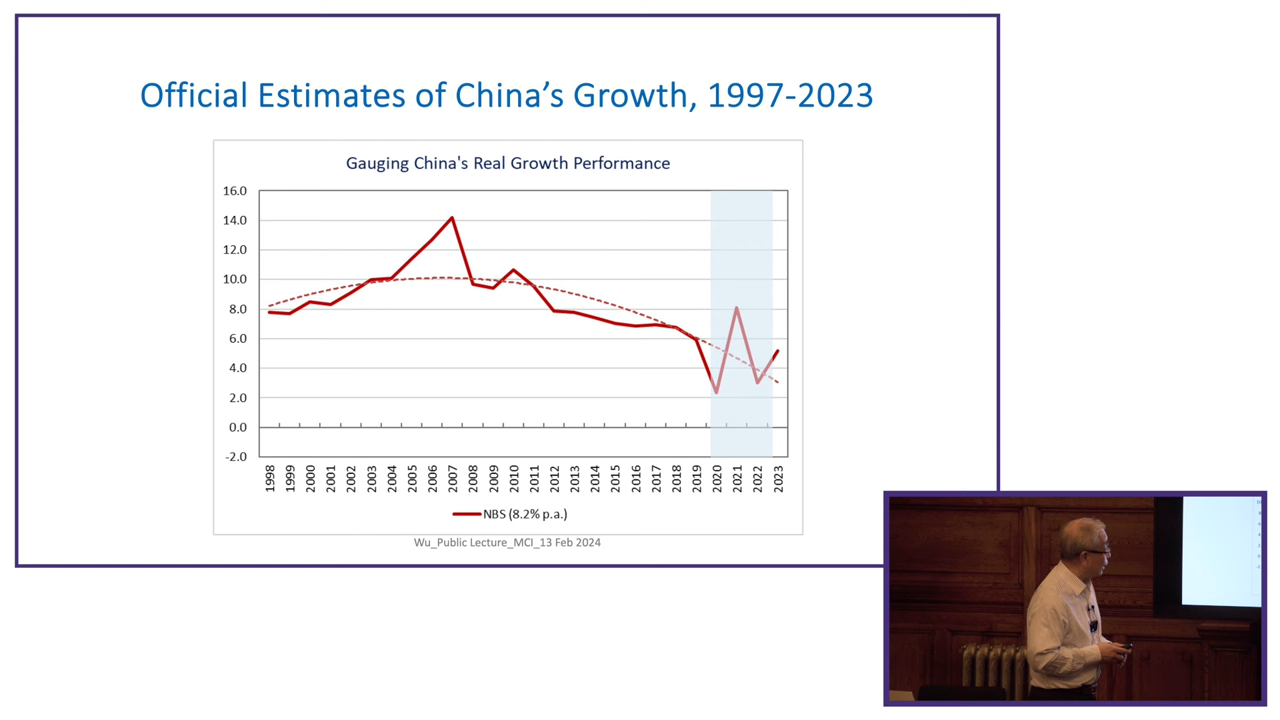 Official Estimates of China’s Growth, 1997-2023
Gauging China's Real Growth Performance
16.0
14.0
12.0
10.0
8.0
6.0
4.0
2.0
0.0
-2.0
1998 1999 2000 2001 2002 2003 2004 2005 2006 2007 2008 2009 2010 2011 2012 2013 2014 2015 2016 2017 2018 2019 2020 2021 2022 2023
NBS (8.2% p.a.)
Wu_Public Lecture_MCI_13 Feb 2024